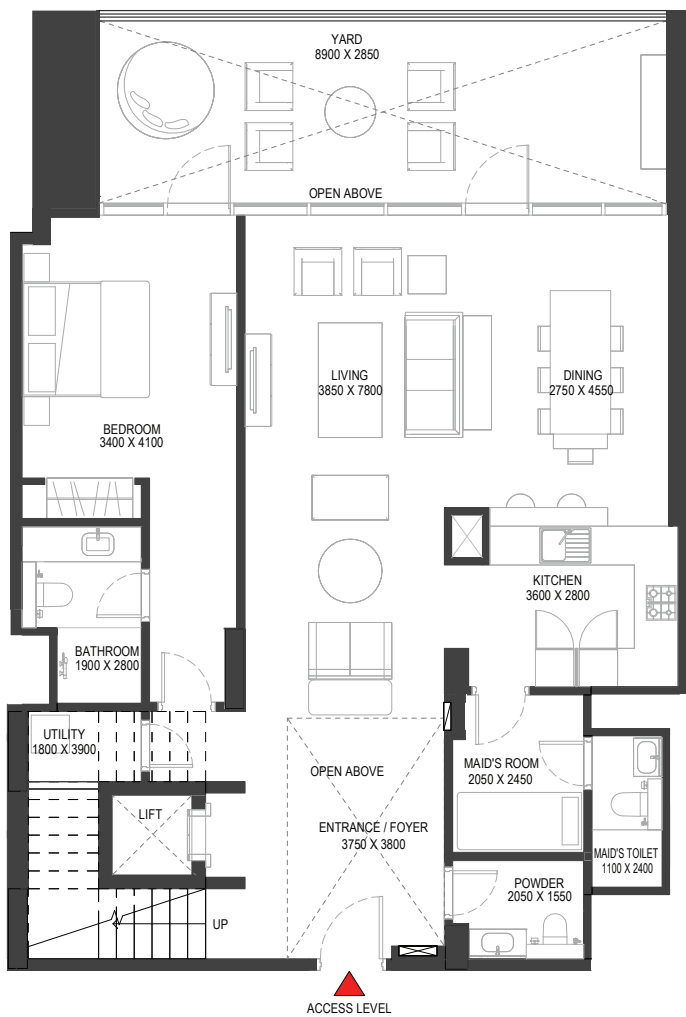 YARD
8900 X 2850
OPEN ABOVE
LIVING
3850 X 7800
DINING
2750 X 4550
BEDROOM
3400 X 4100
KITCHEN
3600 X 2800
BATHROOM
1900 X 2800
UTILITY
1800 X 3900
OPEN ABOVE
MAID'S ROOM
2050 X 2450
LIFT
ENTRANCE / FOYER
3750 X 3800
MAID'S TOILET
1100 X 2400
POWDER
2050 X 1550
UP
ACCESS LEVEL